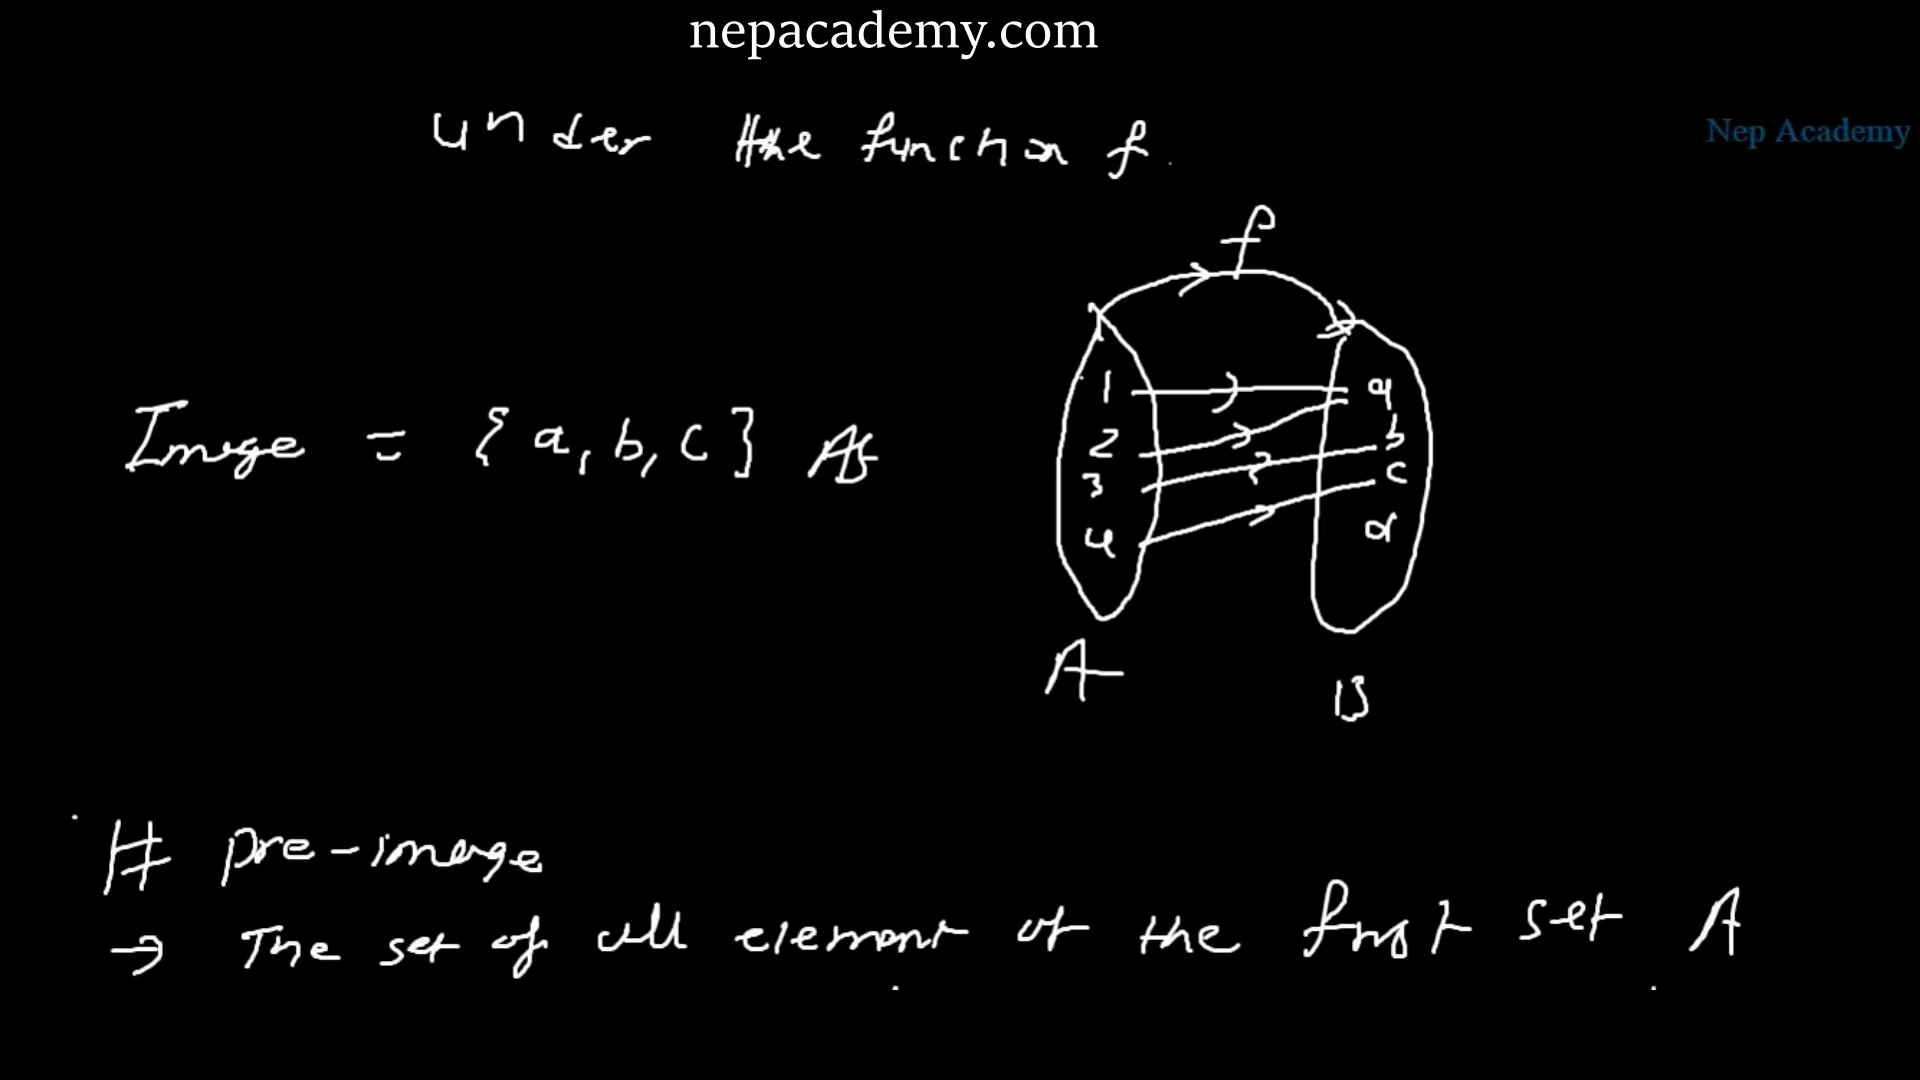 nepacademy.com
Nep Academy
under the function f.
f
Image = {a, b, c}
1
2
3
4
a
b
c
d
A
B
# pre-image
→ The set of all element of the first set A